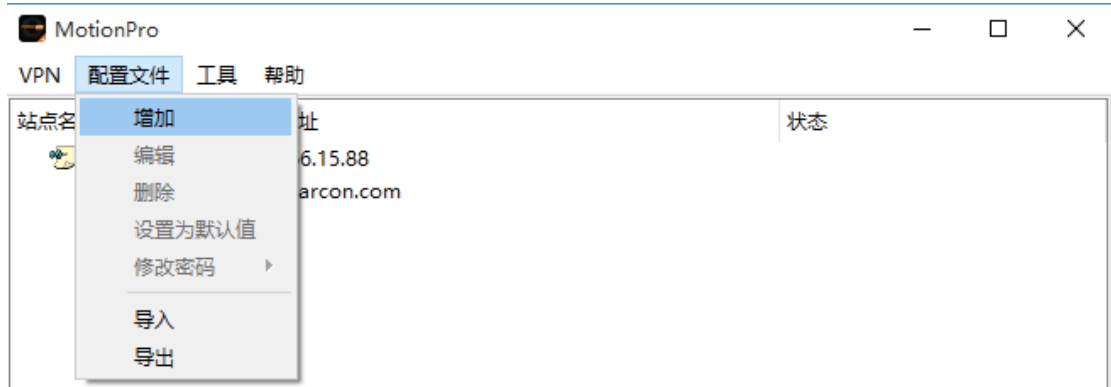 MotionPro
VPN 配置文件 工具 帮助
站点名 址 状态
增加
编辑
6.15.88
删除
arcon.com
设置为默认值
修改密码
导入
导出